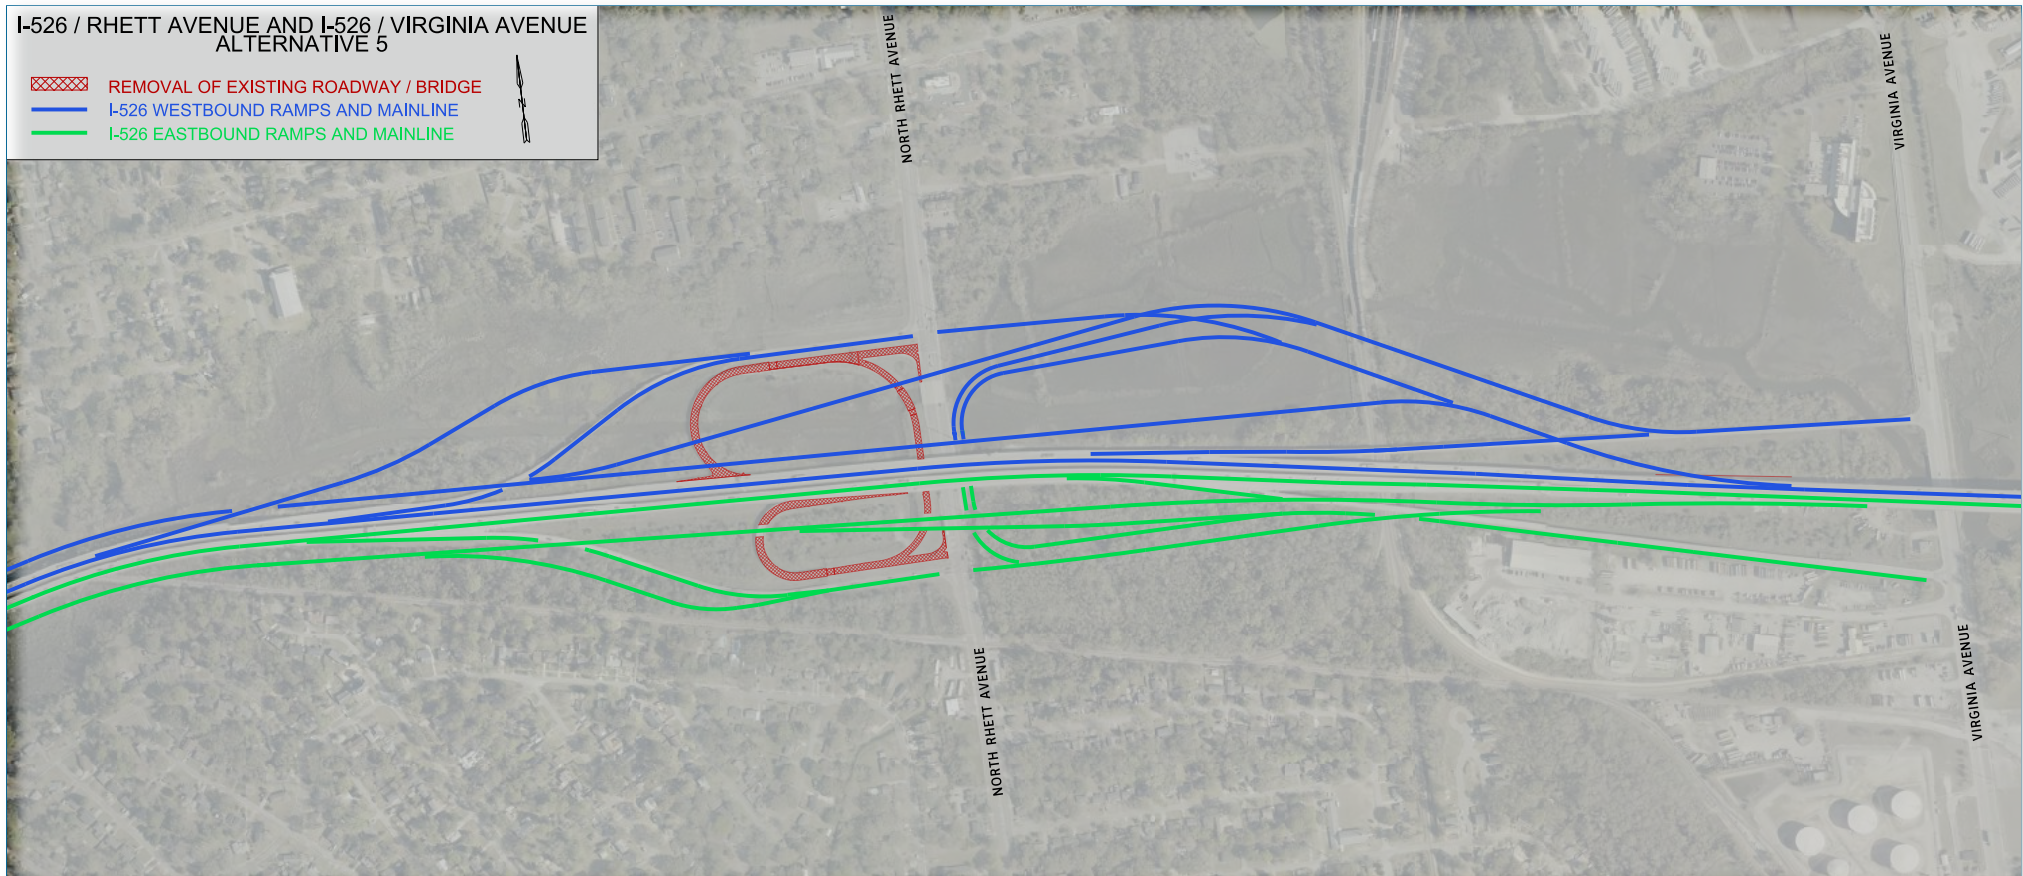 I-526 / RHETT AVENUE AND I-526 / VIRGINIA AVENUE
ALTERNATIVE 5
REMOVAL OF EXISTING ROADWAY / BRIDGE
I-526 WESTBOUND RAMPS AND MAINLINE
I-526 EASTBOUND RAMPS AND MAINLINE
N
NORTH RHETT AVENUE
VIRGINIA AVENUE
NORTH RHETT AVENUE
VIRGINIA AVENUE